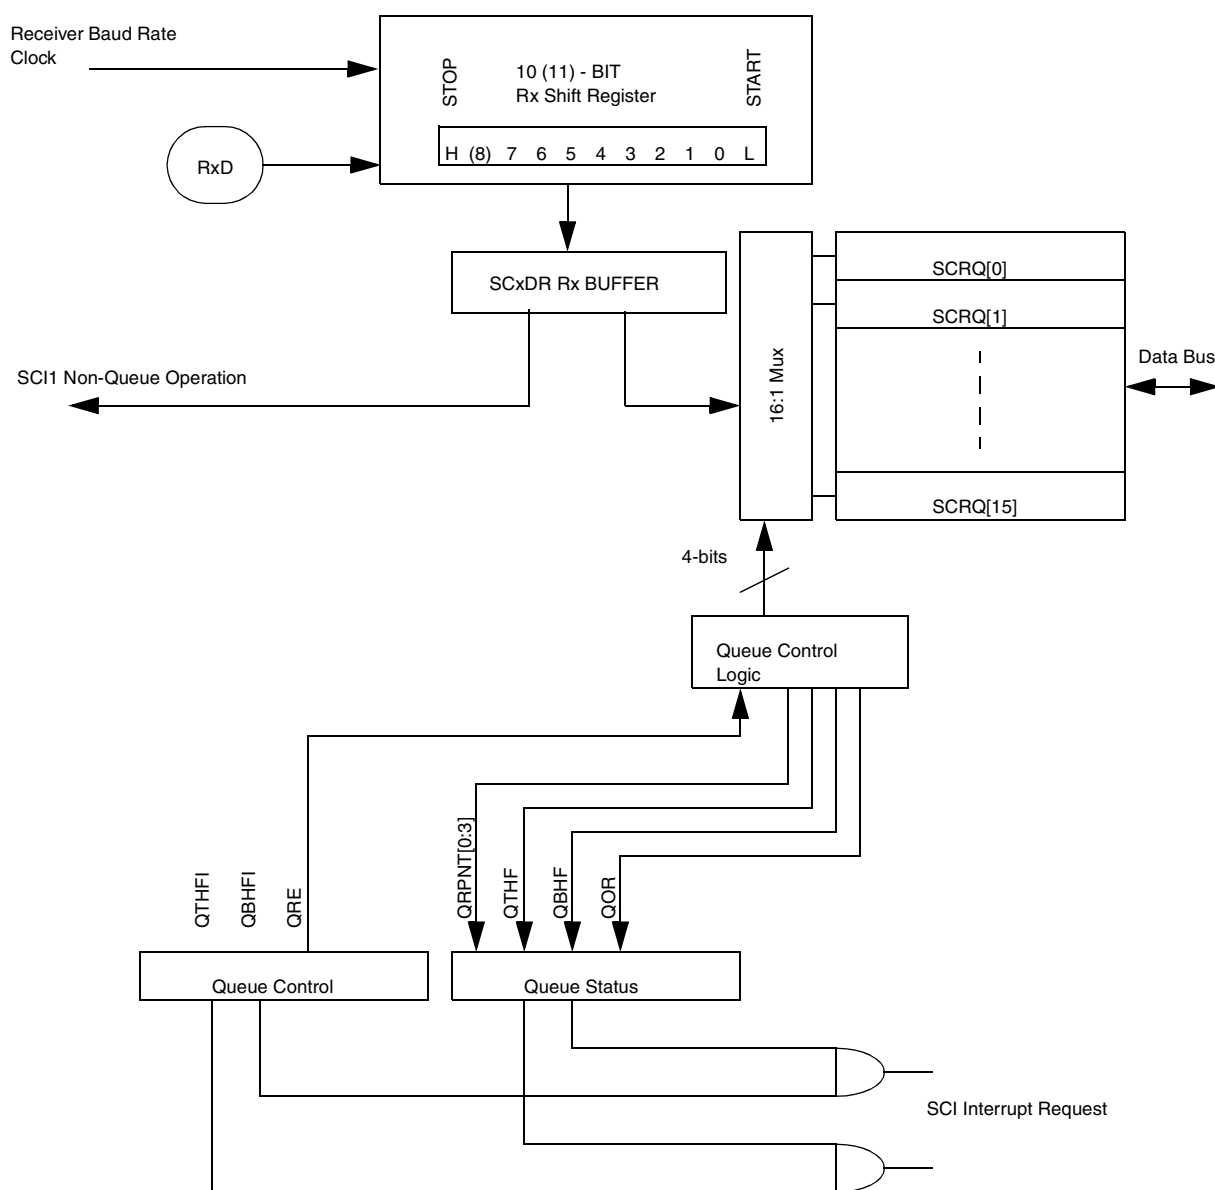 Receiver Baud Rate
Clock
STOP
10 (11) - BIT
Rx Shift Register
START
H (8) 7 6 5 4 3 2 1 0 L
RxD
SCxDR Rx BUFFER
SCI1 Non-Queue Operation
16:1 Mux
SCRQ[0]
SCRQ[1]
SCRQ[15]
Data Bus
4-bits
Queue Control
Logic
QTHFI
QBHFI
QRE
QRPNT[0:3]
QTHF
QBHF
QOR
Queue Control
Queue Status
SCI Interrupt Request